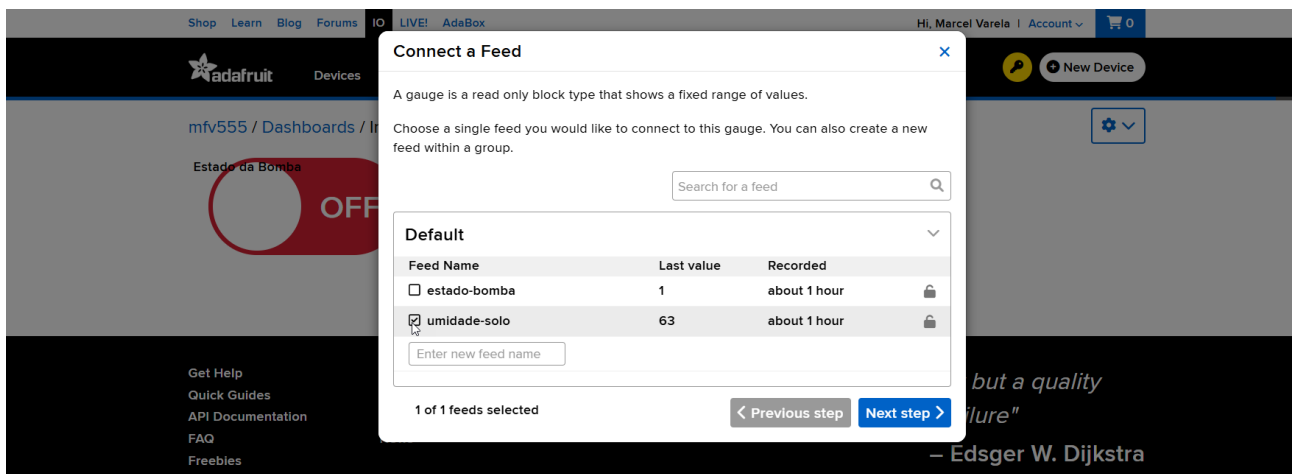 Shop Learn Blog Forums IO LIVE! AdaBox Hi, Marcel Varela | Account 0
adafruit Devices New Device
mfv555 / Dashboards /
Estado da Bomba
OFF
Connect a Feed
A gauge is a read only block type that shows a fixed range of values.
Choose a single feed you would like to connect to this gauge. You can also create a new
feed within a group.
Search for a feed
Default
Feed Name Last value Recorded
estado-bomba 1 about 1 hour
umidade-solo 63 about 1 hour
Enter new feed name
1 of 1 feeds selected
Previous step Next step
Get Help
Quick Guides
API Documentation
FAQ
Freebies
but a quality
ilure"
– Edsger W. Dijkstra